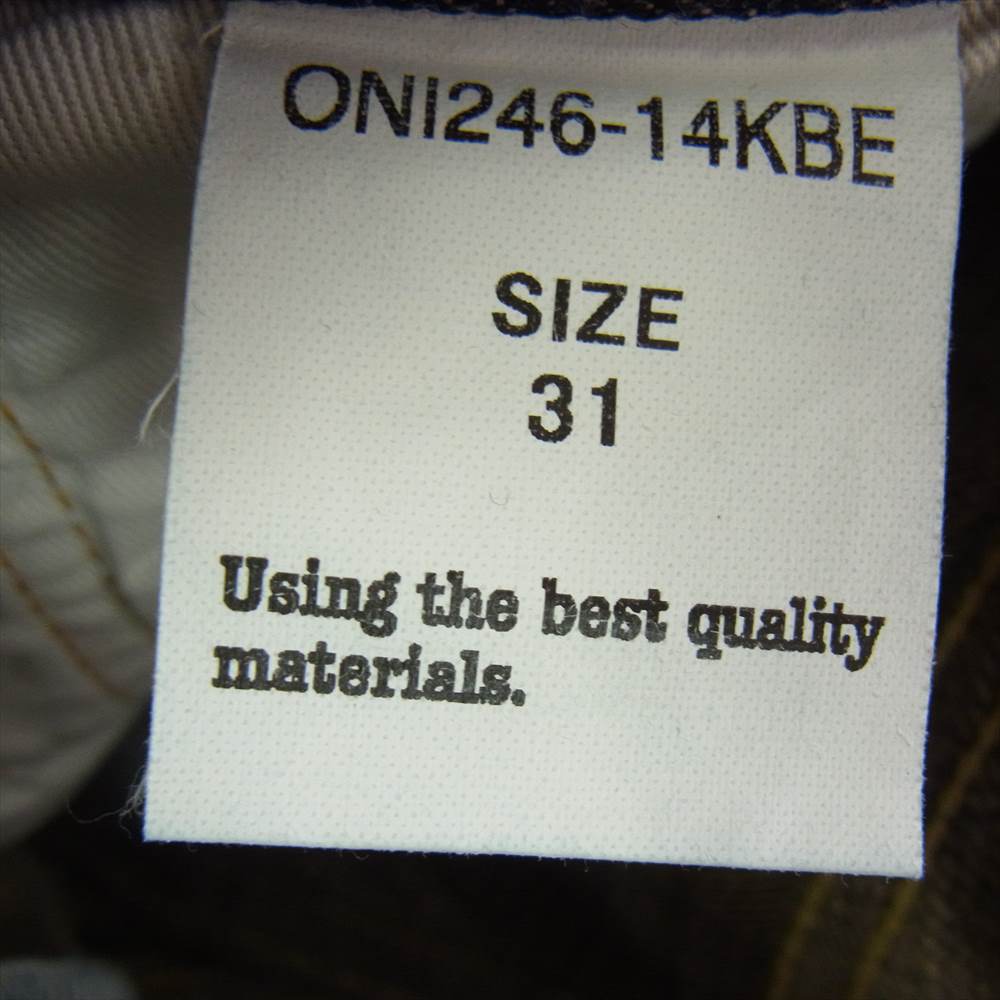 ONI246-14KBE
SIZE
31
Using the best quality
materials.